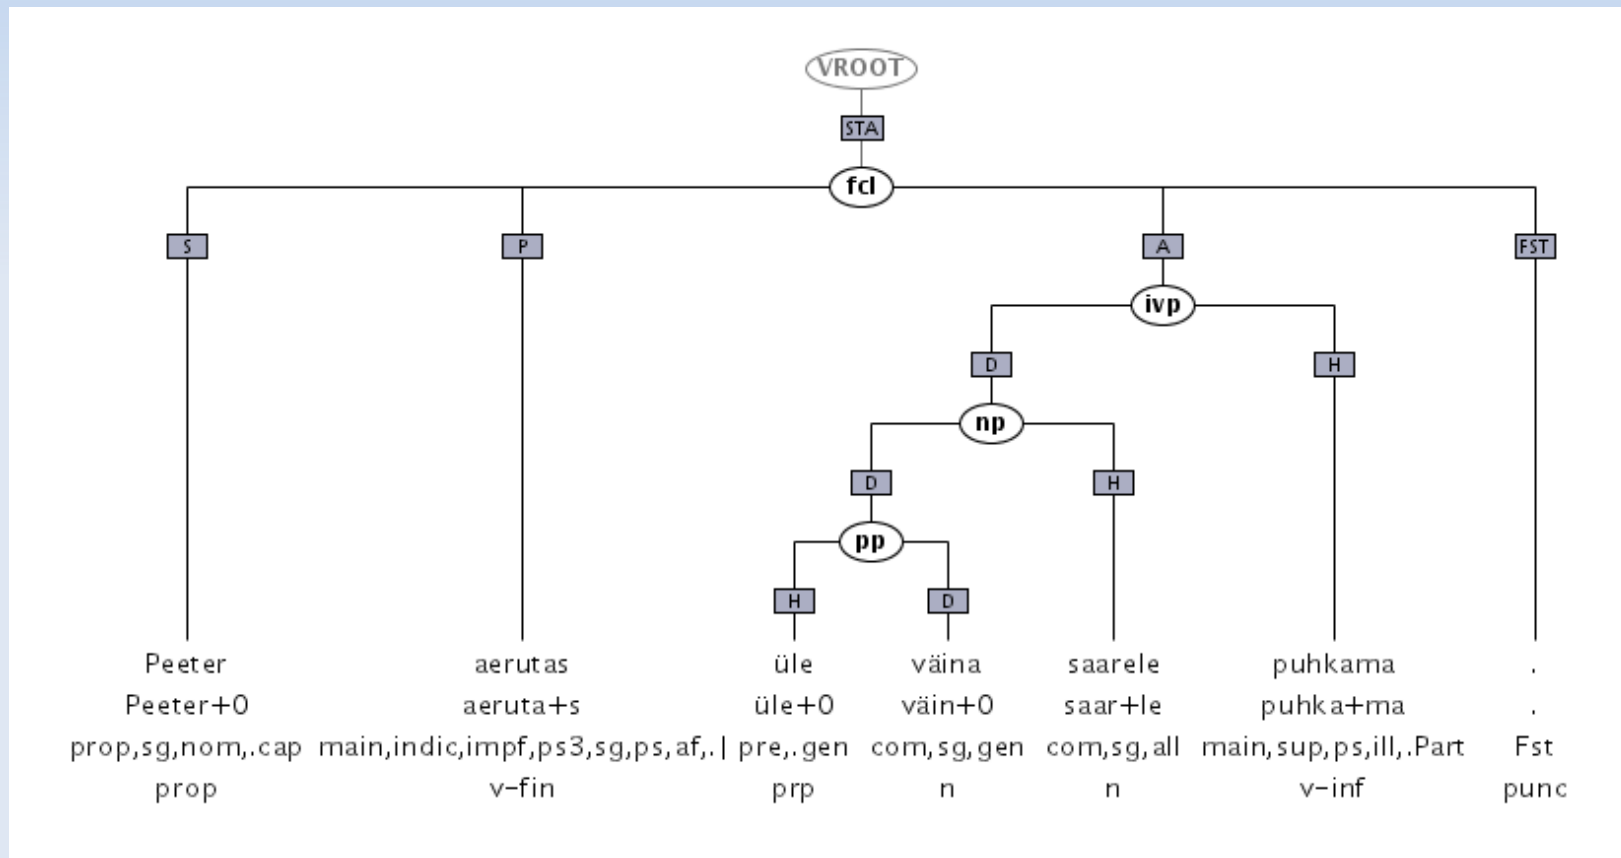 VROOT
STA
fcl
S P A FST
ivp
D H
np
D H
pp
H D
Peeter aerutas üle väina saarele puhkama .
Peeter+0 aeruta+s üle+0 väin+0 saar+le puhka+ma .
prop,sg,nom,.cap main,indic,impf,ps3,sg,ps,af,.| pre,.gen com,sg,gen com,sg,all main,sup,ps,ill,.Part Fst
prop v-fin prp n n v-inf punc